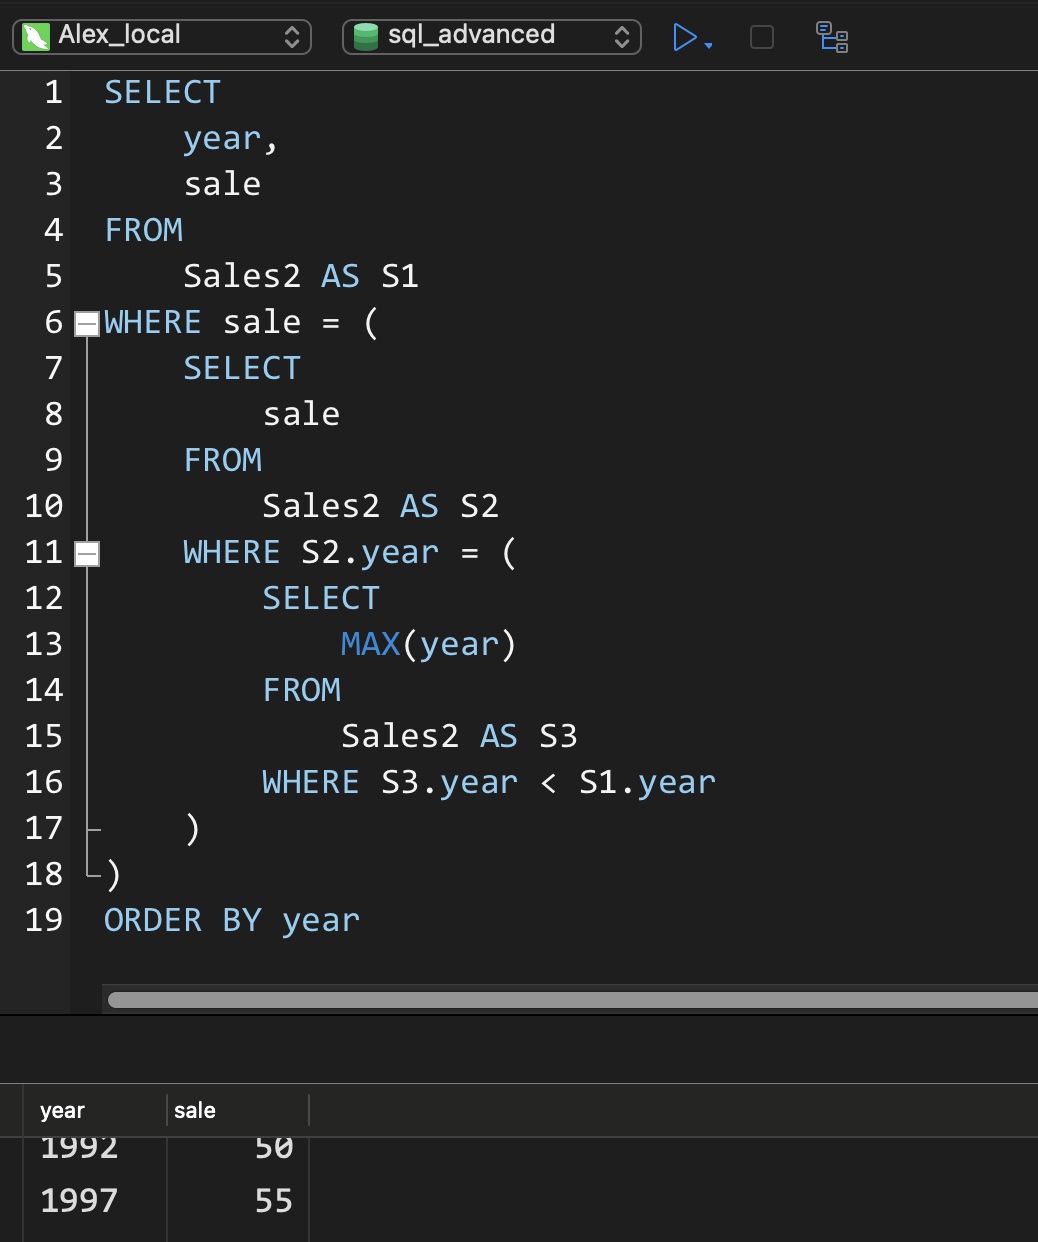 Alex_local sql_advanced
1 SELECT
2 year,
3 sale
4 FROM
5 Sales2 AS S1
6 WHERE sale = (
7 SELECT
8 sale
9 FROM
10 Sales2 AS S2
11 WHERE S2.year = (
12 SELECT
13 MAX(year)
14 FROM
15 Sales2 AS S3
16 WHERE S3.year < S1.year
17 )
18 )
19 ORDER BY year
year sale
1992 50
1997 55